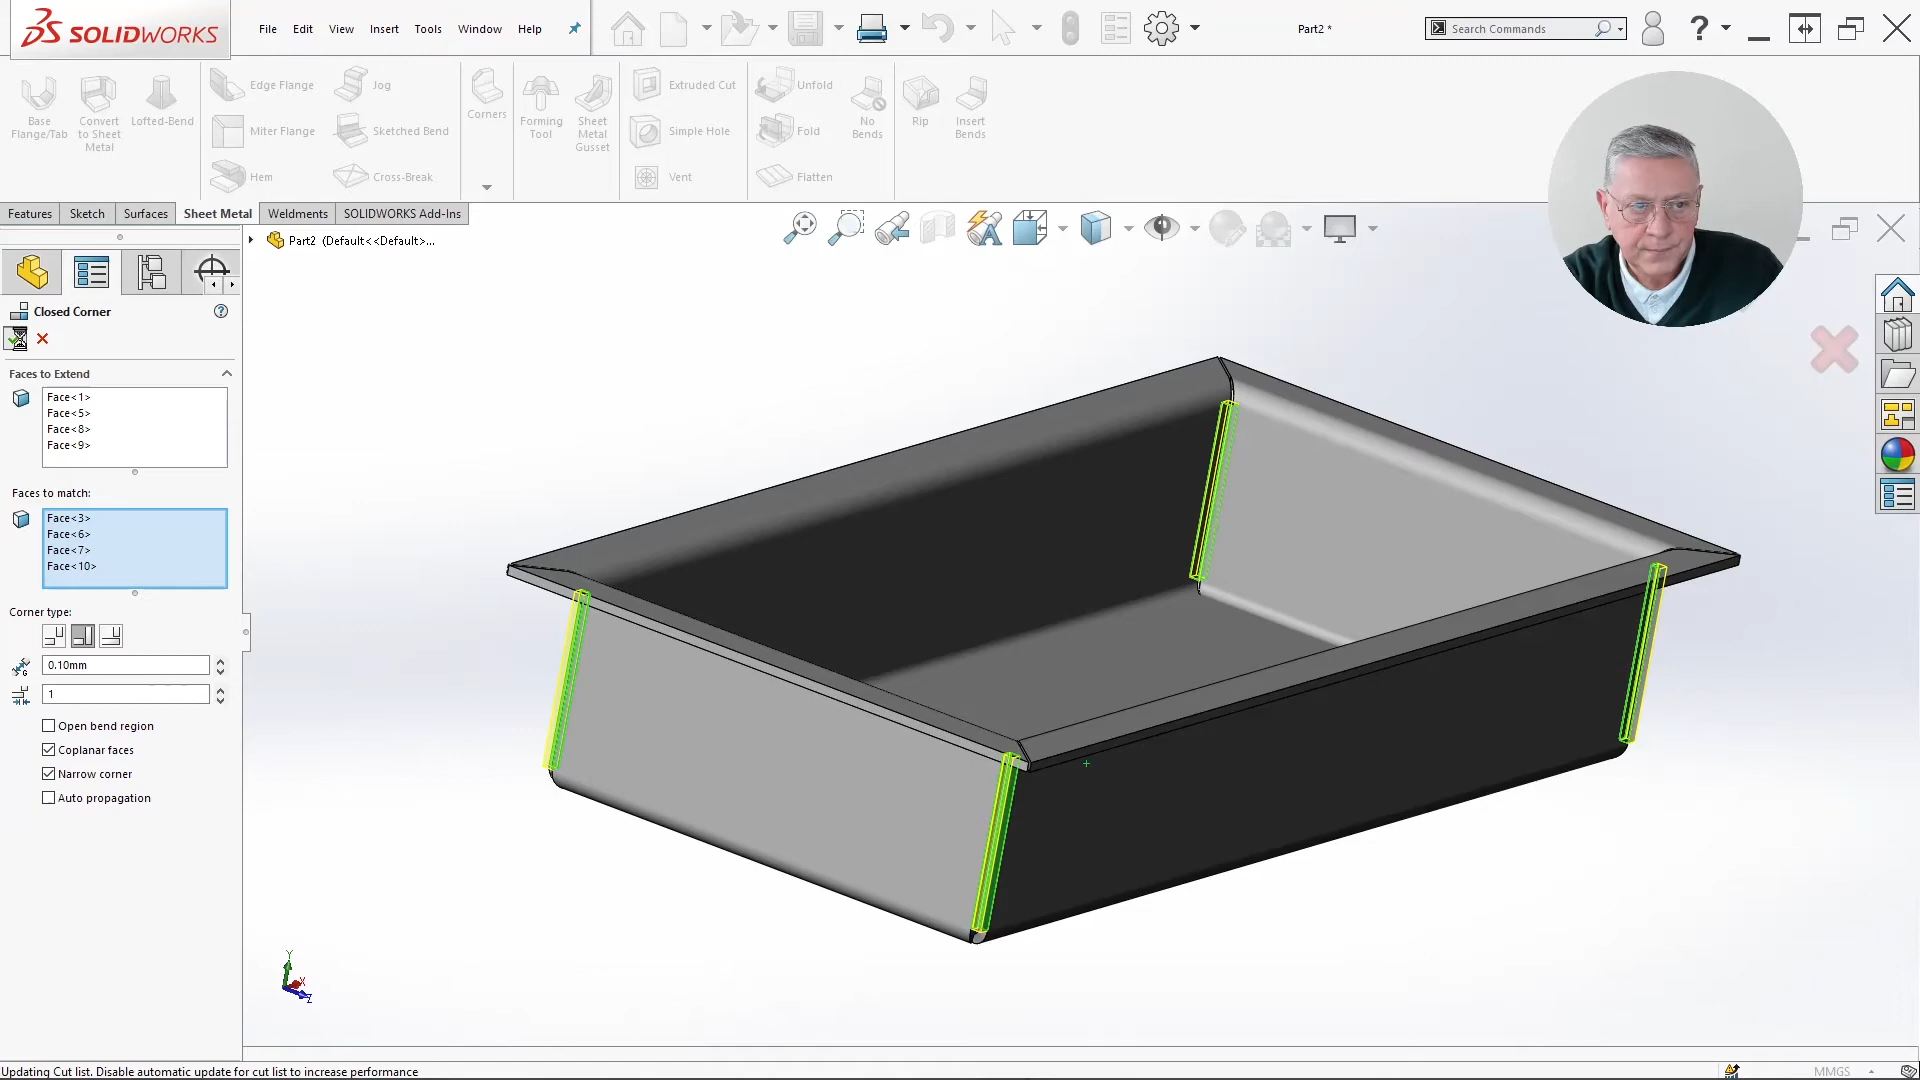 SOLIDWORKS
File Edit View Insert Tools Window Help
Part2 *
Search Commands
?
Base Flange/Tab
Convert to Sheet Metal
Lofted-Bend
Edge Flange
Miter Flange
Hem
Jog
Sketched Bend
Cross-Break
Corners
Forming Tool
Sheet Metal Gusset
Extruded Cut
Simple Hole
Vent
Unfold
Fold
Flatten
No Bends
Rip
Insert Bends
Features Sketch Surfaces Sheet Metal Weldments SOLIDWORKS Add-Ins
Part2 (Default<<Default>...
Closed Corner
Faces to Extend
Face<1>
Face<5>
Face<8>
Face<9>
Faces to match:
Face<3>
Face<6>
Face<7>
Face<10>
Corner type:
0.10mm
1
Open bend region
Coplanar faces
Narrow corner
Auto propagation
Y
X
Z
Updating Cut list. Disable automatic update for cut list to increase performance
MMGS